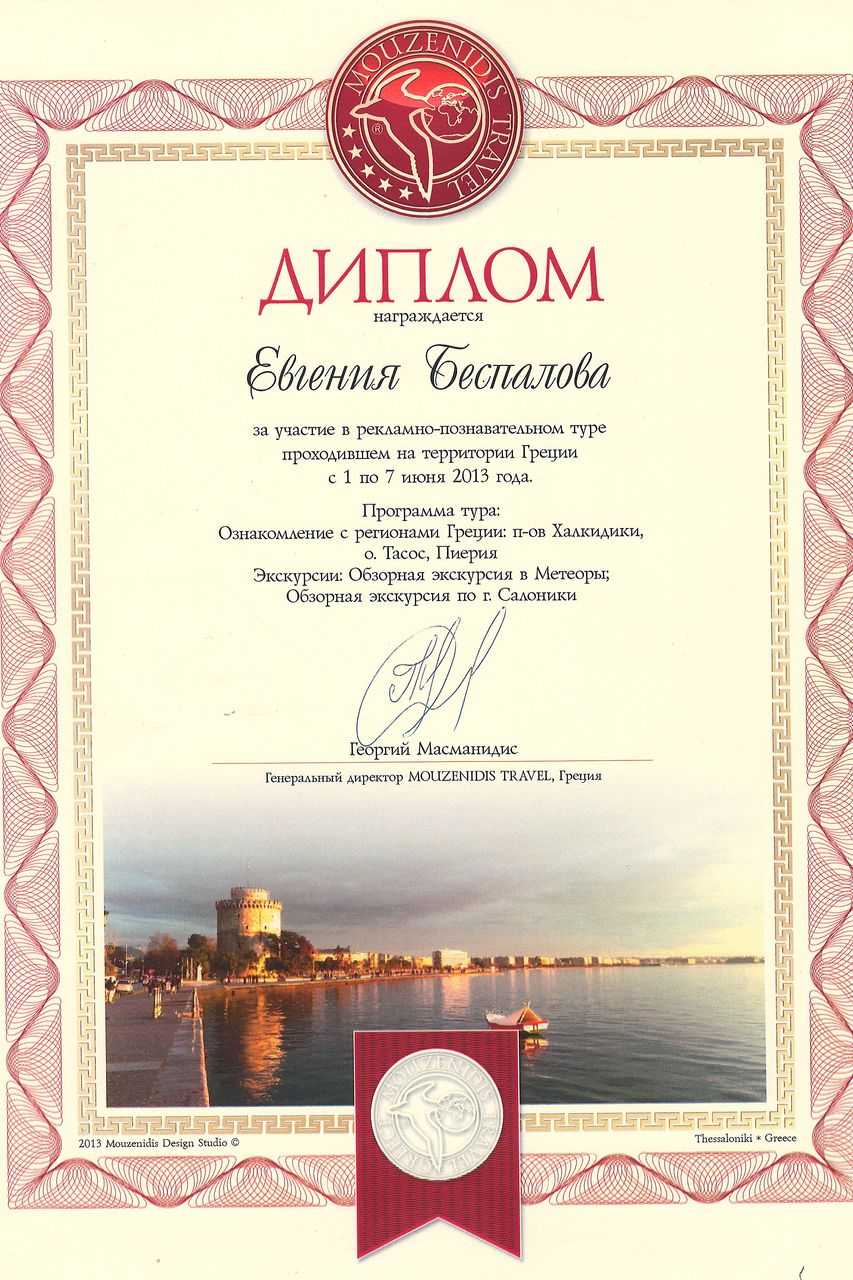 MOUZENIDIS TRAVEL
®
ДИПЛОМ
награждается
Евгения Беспалова
за участие в рекламно-познавательном туре
проходившем на территории Греции
с 1 по 7 июня 2013 года.
Программа тура:
Ознакомление с регионами Греции: п-ов Халкидики,
о. Тасос, Пиерия
Экскурсии: Обзорная экскурсия в Метеоры;
Обзорная экскурсия по г. Салоники
Георгий Масманидис
Генеральный директор MOUZENIDIS TRAVEL, Греция
MOUZENIDIS TRAVEL
2013 Mouzenidis Design Studio ©
Thessaloniki * Greece